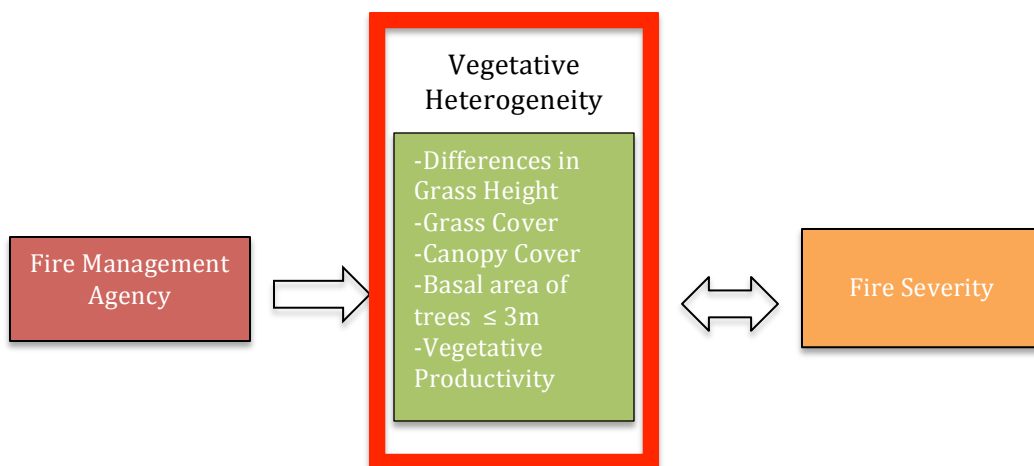 Vegetative
Heterogeneity
-Differences in
Grass Height
-Grass Cover
-Canopy Cover
-Basal area of
trees ≤ 3m
-Vegetative
Productivity
Fire Management
Agency
Fire Severity